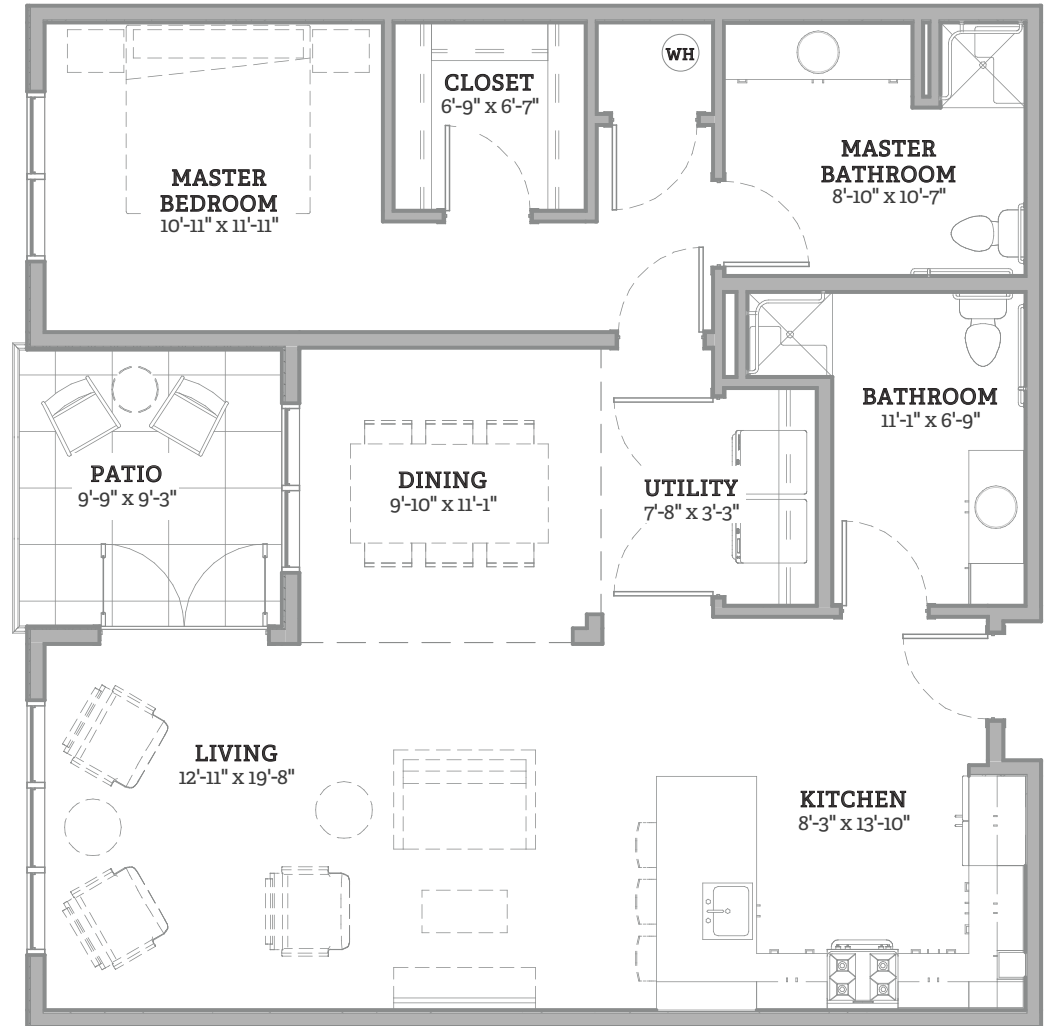 CLOSET
6'-9" x 6'-7"
WH
MASTER
BATHROOM
8'-10" x 10'-7"
MASTER
BEDROOM
10'-11" x 11'-11"
BATHROOM
11'-1" x 6'-9"
PATIO
9'-9" x 9'-3"
DINING
9'-10" x 11'-1"
UTILITY
7'-8" x 3'-3"
LIVING
12'-11" x 19'-8"
KITCHEN
8'-3" x 13'-10"